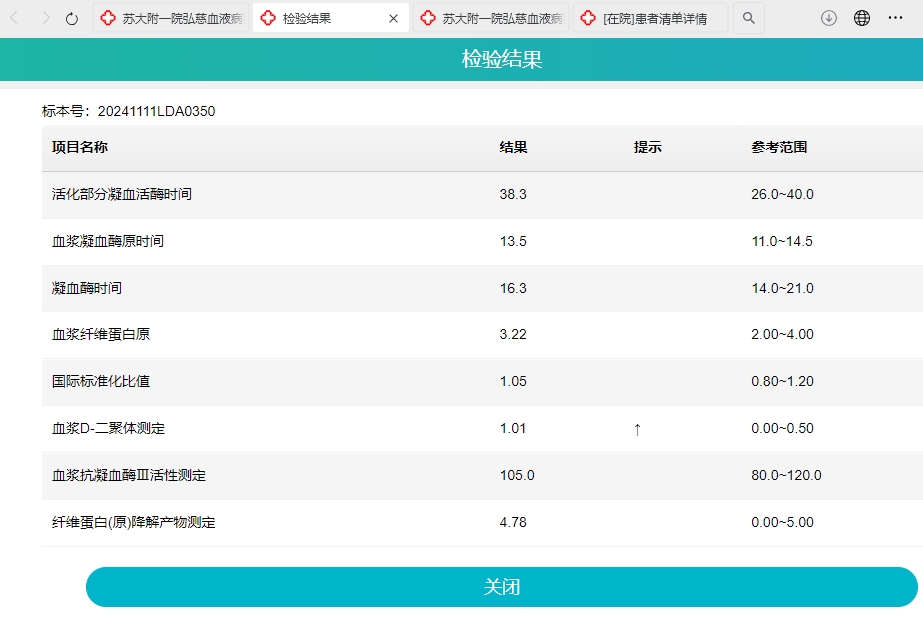 苏大附一院弘慈血液病
检验结果
苏大附一院弘慈血液病
[在院]患者清单详情
检验结果
标本号：20241111LDA0350
项目名称 结果 提示 参考范围
活化部分凝血活酶时间 38.3 26.0~40.0
血浆凝血酶原时间 13.5 11.0~14.5
凝血酶时间 16.3 14.0~21.0
血浆纤维蛋白原 3.22 2.00~4.00
国际标准化比值 1.05 0.80~1.20
血浆D-二聚体测定 1.01 ↑ 0.00~0.50
血浆抗凝血酶Ⅲ活性测定 105.0 80.0~120.0
纤维蛋白(原)降解产物测定 4.78 0.00~5.00
关闭